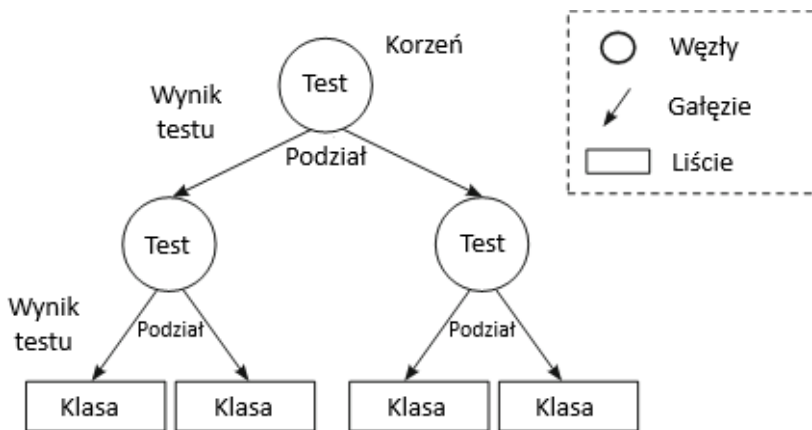 Korzeń
Test
Wynik
testu
Podział
Test
Test
Wynik
testu
Podział
Podział
Klasa
Klasa
Klasa
Klasa
Węzły
Gałęzie
Liście